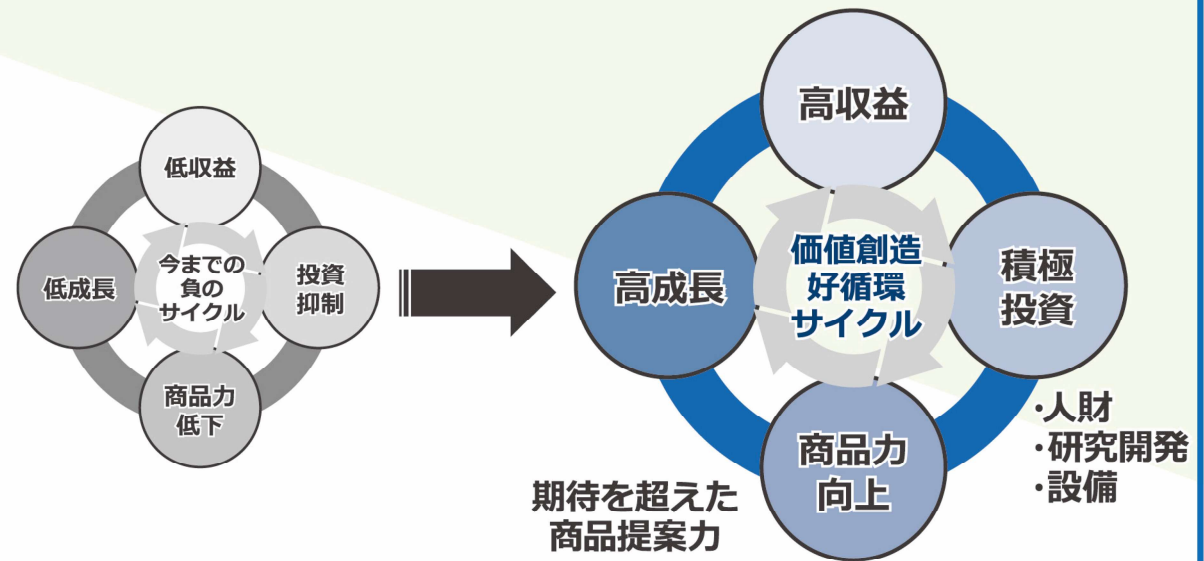 低収益
投資
抑制
商品力
低下
低成長
今までの
負の
サイクル
高収益
積極
投資
・人財
・研究開発
・設備
商品力
向上
期待を超えた
商品提案力
高成長
価値創造
好循環
サイクル